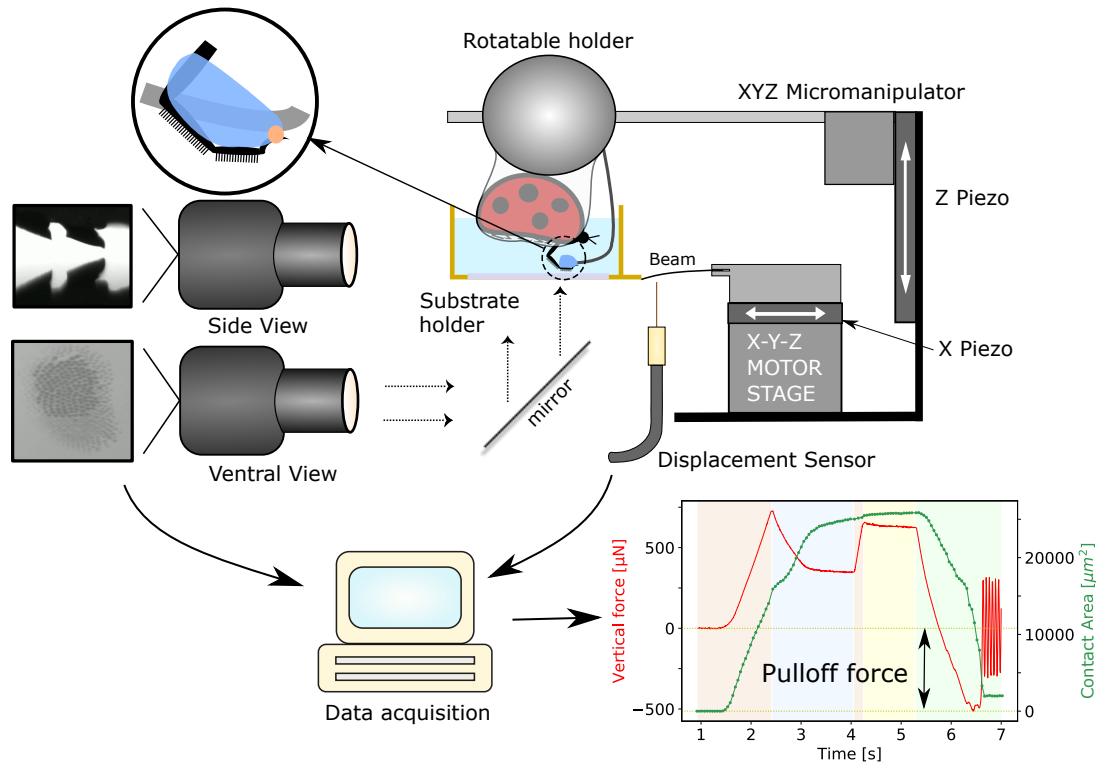 Rotatable holder
XYZ Micromanipulator
Z Piezo
Beam
Side View
Substrate
holder
X-Y-Z
MOTOR
STAGE
X Piezo
mirror
Ventral View
Displacement Sensor
Data acquisition
Vertical force [μN]
500
0
−500
Pulloff force
20000
10000
0
Contact Area [μm²]
1 2 3 4 5 6 7
Time [s]